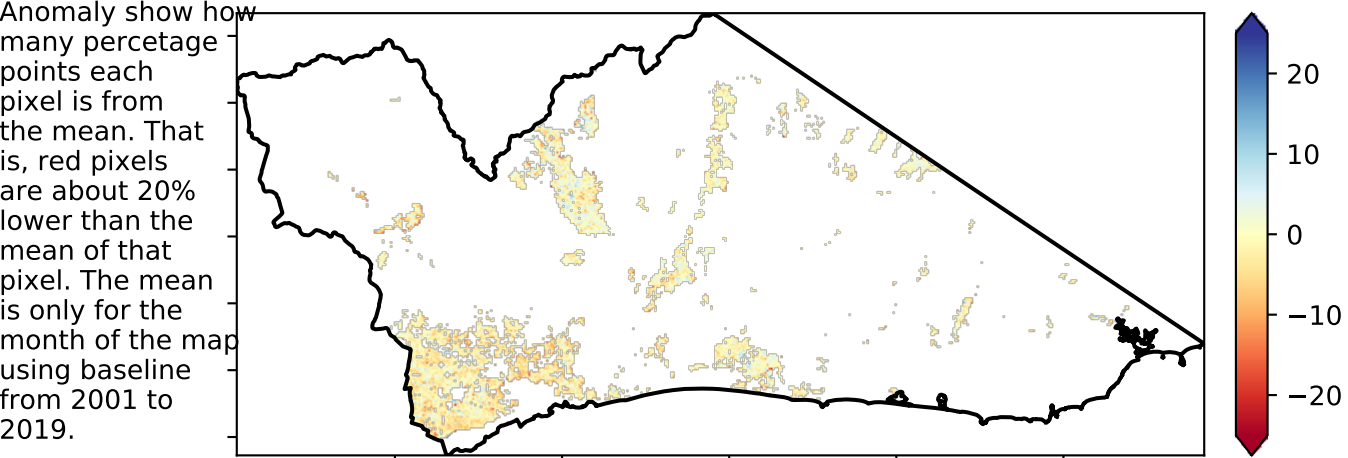 Anomaly show how
many percetage
points each
pixel is from
the mean. That
is, red pixels
are about 20%
lower than the
mean of that
pixel. The mean
is only for the
month of the map
using baseline
from 2001 to
2019.
20
10
0
−10
−20